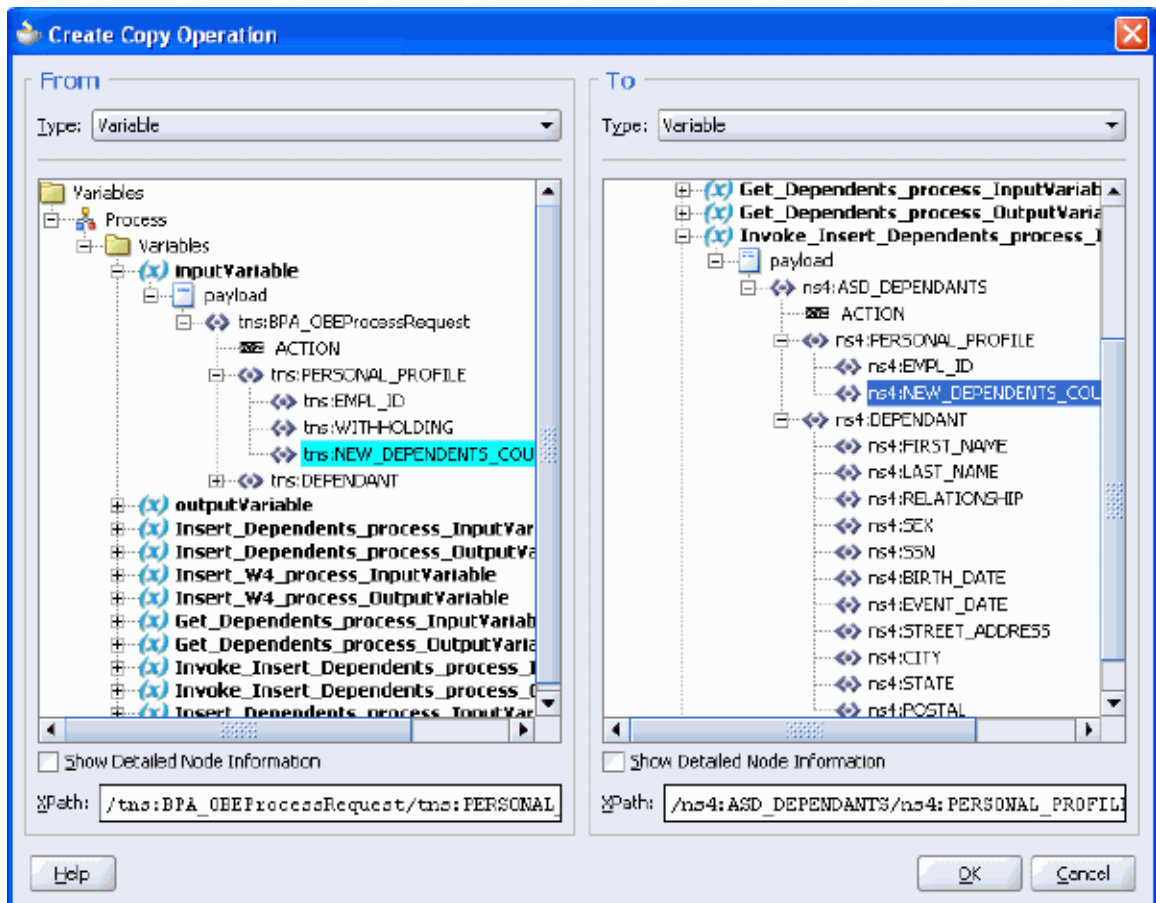 Create Copy Operation
From
Type: Variable
Variables
Process
Variables
(x) inputVariable
payload
tns:BPA_OBEProcessRequest
ACTION
tns:PERSONAL_PROFILE
tns:EMPL_ID
tns:WITHHOLDING
tns:NEW_DEPENDENTS_COU
tns:DEPENDANT
(x) outputVariable
(x) Insert_Dependents_process_InputVar
(x) Insert_Dependents_process_OutputVa
(x) Insert_W4_process_InputVariable
(x) Insert_W4_process_OutputVariable
(x) Get_Dependents_process_InputVariab
(x) Get_Dependents_process_OutputVaria
(x) Invoke_Insert_Dependents_process_I
(x) Invoke_Insert_Dependents_process_O
(x) Insert_Dependents_process_InputVar
Show Detailed Node Information
XPath: /tns:BPA_OBEProcessRequest/tns:PERSONAL_
To
Type: Variable
(x) Get_Dependents_process_InputVariab
(x) Get_Dependents_process_OutputVaria
(x) Invoke_Insert_Dependents_process_I
payload
ns4:ASD_DEPENDANTS
ACTION
ns4:PERSONAL_PROFILE
ns4:EMPL_ID
ns4:NEW_DEPENDENTS_COU
ns4:DEPENDANT
ns4:FIRST_NAME
ns4:LAST_NAME
ns4:RELATIONSHIP
ns4:SEX
ns4:SSN
ns4:BIRTH_DATE
ns4:EVENT_DATE
ns4:STREET_ADDRESS
ns4:CITY
ns4:STATE
ns4:POSTAL
Show Detailed Node Information
XPath: /ns4:ASD_DEPENDANTS/ns4:PERSONAL_PROFILE
Help
OK
Cancel